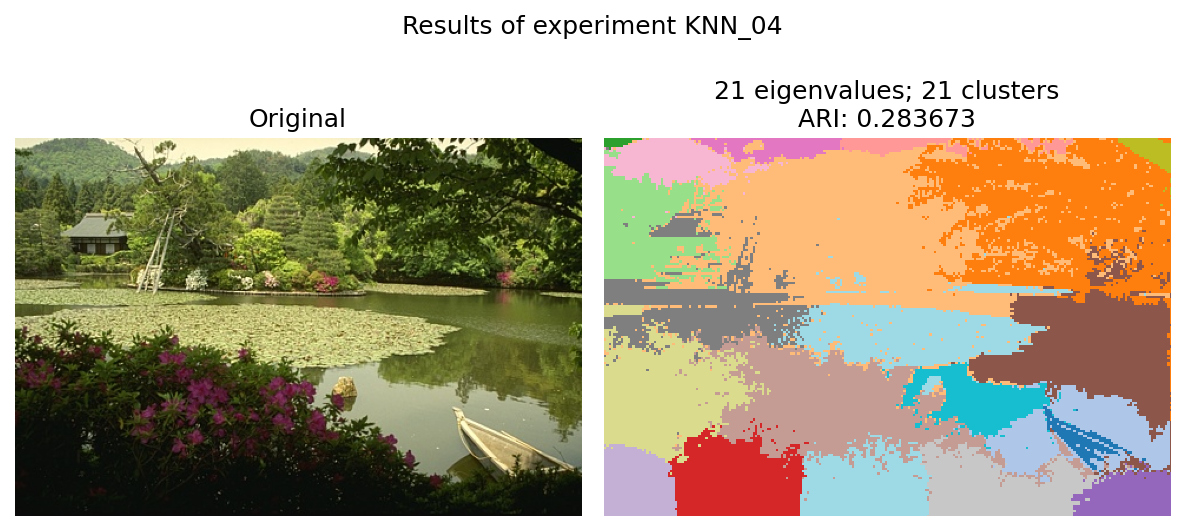 Results of experiment KNN_04
Original
21 eigenvalues; 21 clusters
ARI: 0.283673